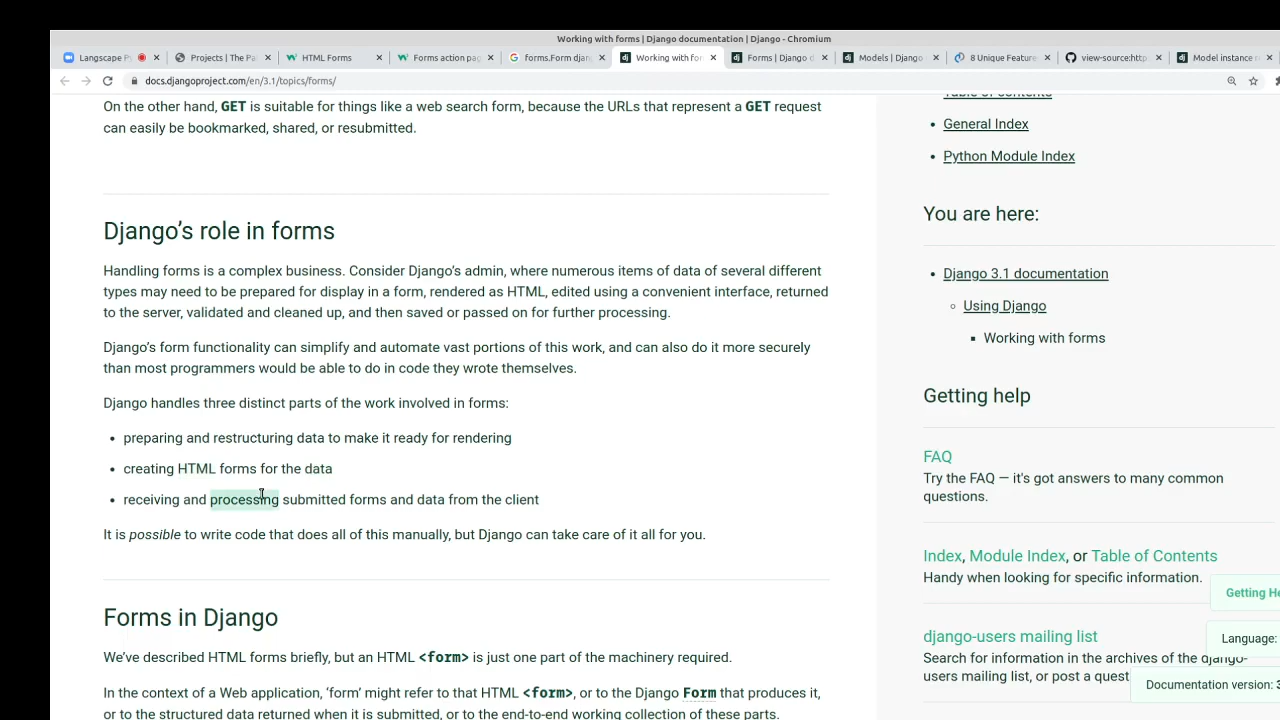 Working with forms | Django documentation | Django - Chromium
Langscape P
Projects | The Pa
HTML Forms
Forms action pag
forms.Form djan
Working with for
Forms | Django d
Models | Django
8 Unique Feature
view-source:http
Model instance r
docs.djangoproject.com/en/3.1/topics/forms/
On the other hand, GET is suitable for things like a web search form, because the URLs that represent a GET request
can easily be bookmarked, shared, or resubmitted.
Django’s role in forms
Handling forms is a complex business. Consider Django’s admin, where numerous items of data of several different
types may need to be prepared for display in a form, rendered as HTML, edited using a convenient interface, returned
to the server, validated and cleaned up, and then saved or passed on for further processing.
Django’s form functionality can simplify and automate vast portions of this work, and can also do it more securely
than most programmers would be able to do in code they wrote themselves.
Django handles three distinct parts of the work involved in forms:
• preparing and restructuring data to make it ready for rendering
• creating HTML forms for the data
• receiving and processing submitted forms and data from the client
It is possible to write code that does all of this manually, but Django can take care of it all for you.
Forms in Django
We’ve described HTML forms briefly, but an HTML <form> is just one part of the machinery required.
In the context of a Web application, ‘form’ might refer to that HTML <form>, or to the Django Form that produces it,
or to the structured data returned when it is submitted, or to the end-to-end working collection of these parts.
Table of contents
• General Index
• Python Module Index
You are here:
• Django 3.1 documentation
◦ Using Django
▪ Working with forms
Getting help
FAQ
Try the FAQ — it's got answers to many common
questions.
Index, Module Index, or Table of Contents
Handy when looking for specific information.
django-users mailing list
Search for information in the archives of the django-
users mailing list, or post a quest
Getting He
Language:
Documentation version: 3